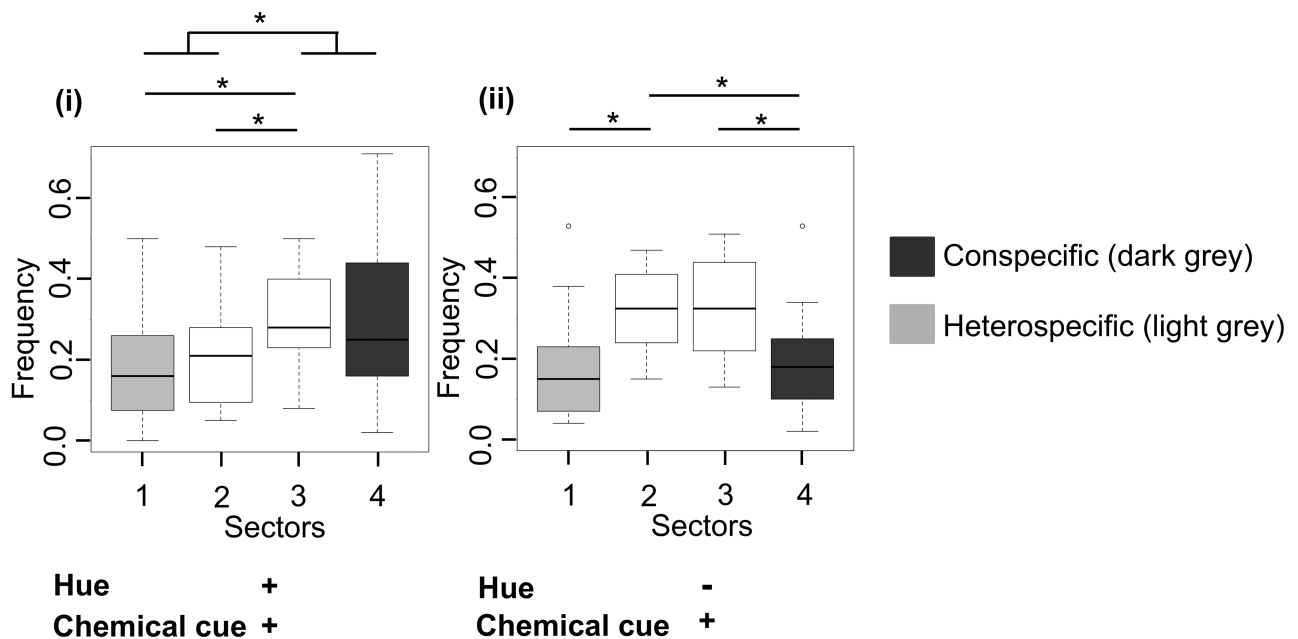 *
*
*
(i)
Frequency
0.6
0.4
0.2
0.0
1 2 3 4
Sectors
Hue +
Chemical cue +
*
*
*
(ii)
Frequency
0.6
0.4
0.2
0.0
1 2 3 4
Sectors
Hue -
Chemical cue +
Conspecific (dark grey)
Heterospecific (light grey)